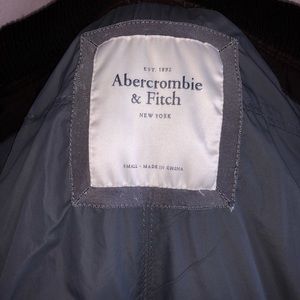 EST. 1892
Abercrombie
& Fitch
NEW YORK
SMALL - MADE IN CHINA